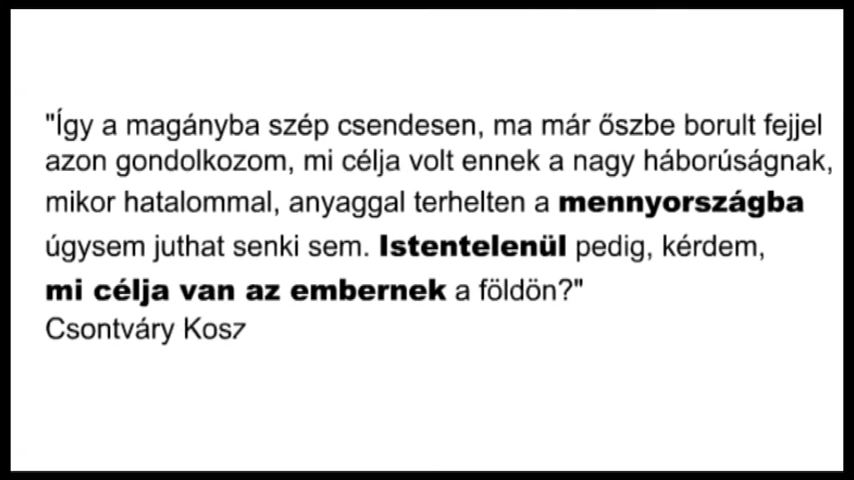 "Így a magányba szép csendesen, ma már őszbe borult fejjel
azon gondolkozom, mi célja volt ennek a nagy háborúságnak,
mikor hatalommal, anyaggal terhelten a mennyországba
úgysem juthat senki sem. Istentelenül pedig, kérdem,
mi célja van az embernek a földön?"
Csontváry Kosz